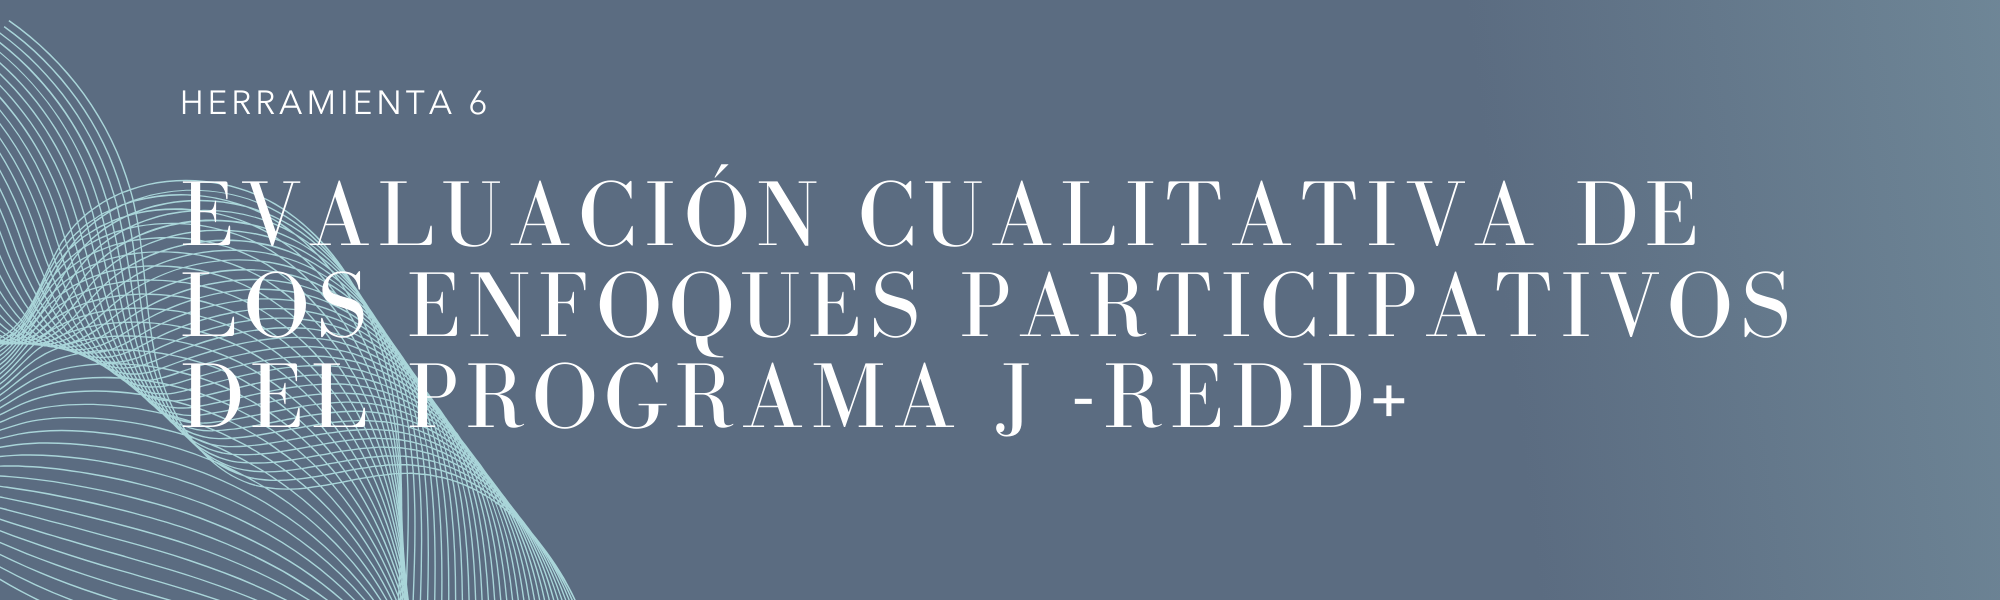 HERRAMIENTA 6
EVALUACIÓN CUALITATIVA DE
LOS ENFOQUES PARTICIPATIVOS
DEL PROGRAMA J -REDD+